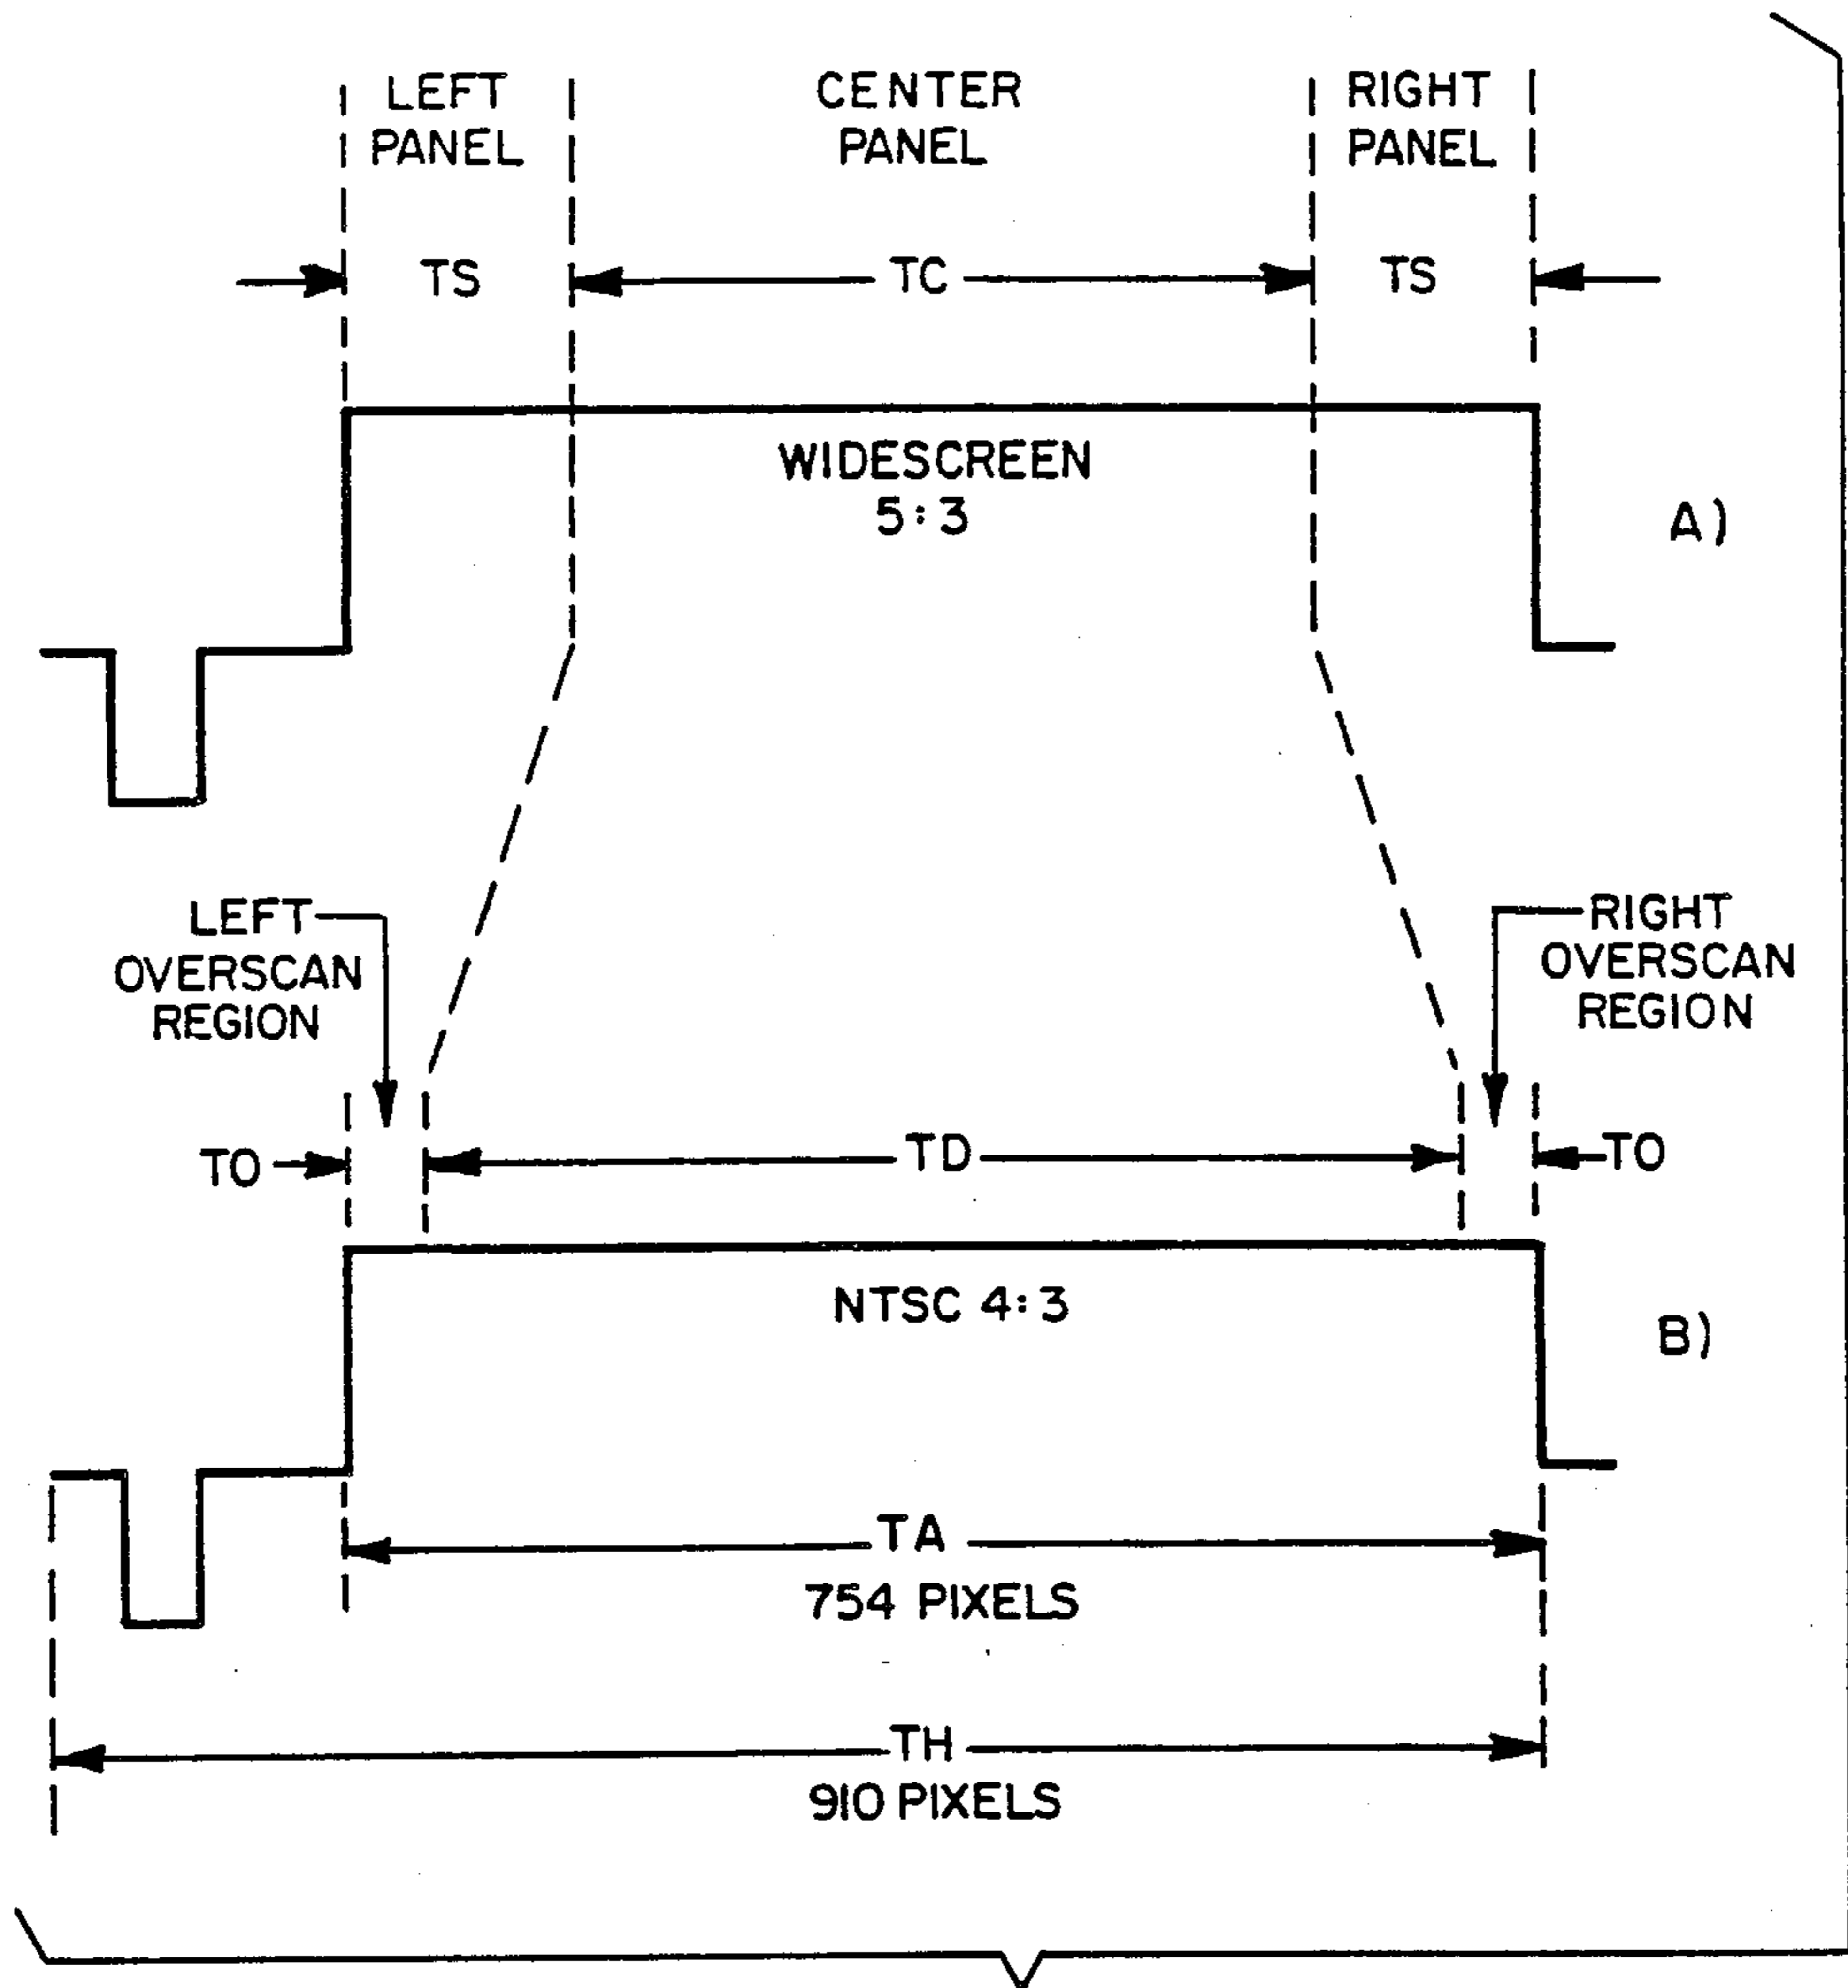 LEFT
PANEL
CENTER
PANEL
RIGHT
PANEL
TS
TC
TS
WIDESCREEN
5:3
A)
LEFT
OVERSCAN
REGION
RIGHT
OVERSCAN
REGION
TO
TD
TO
NTSC 4:3
B)
TA
754 PIXELS
TH
910 PIXELS